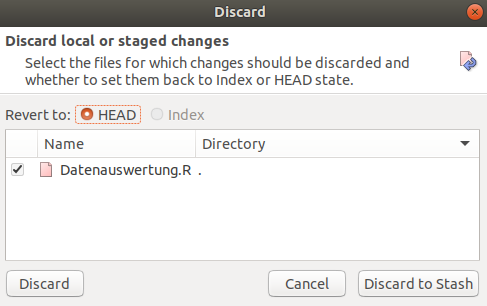 Discard
Discard local or staged changes
Select the files for which changes should be discarded and
whether to set them back to Index or HEAD state.
Revert to: HEAD Index
Name Directory
Datenauswertung.R .
Discard Cancel Discard to Stash